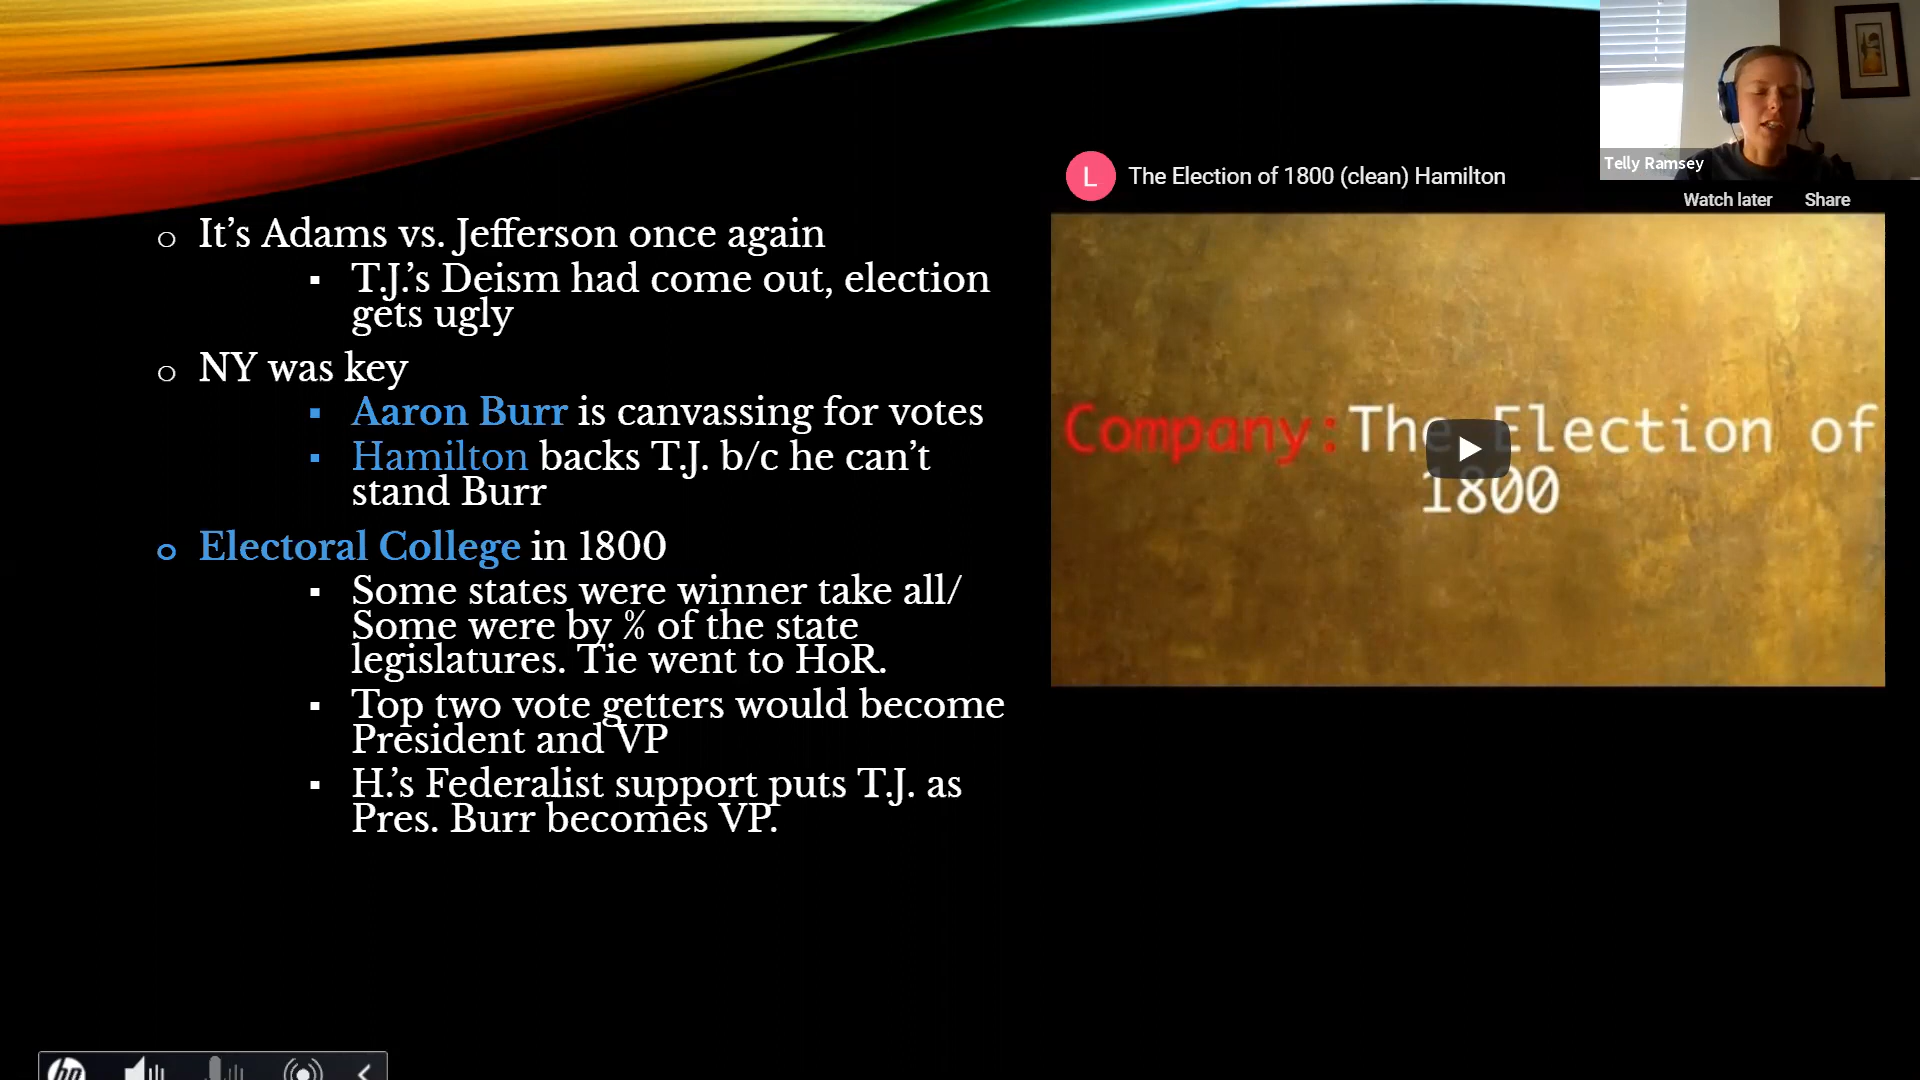 It’s Adams vs. Jefferson once again
T.J.’s Deism had come out, election
gets ugly
NY was key
Aaron Burr is canvassing for votes
Hamilton backs T.J. b/c he can’t
stand Burr
Electoral College in 1800
Some states were winner take all/
Some were by % of the state
legislatures. Tie went to HoR.
Top two vote getters would become
President and VP
H.’s Federalist support puts T.J. as
Pres. Burr becomes VP.
L The Election of 1800 (clean) Hamilton
Telly Ramsey
Watch later Share
Company:The Election of
1800
hp